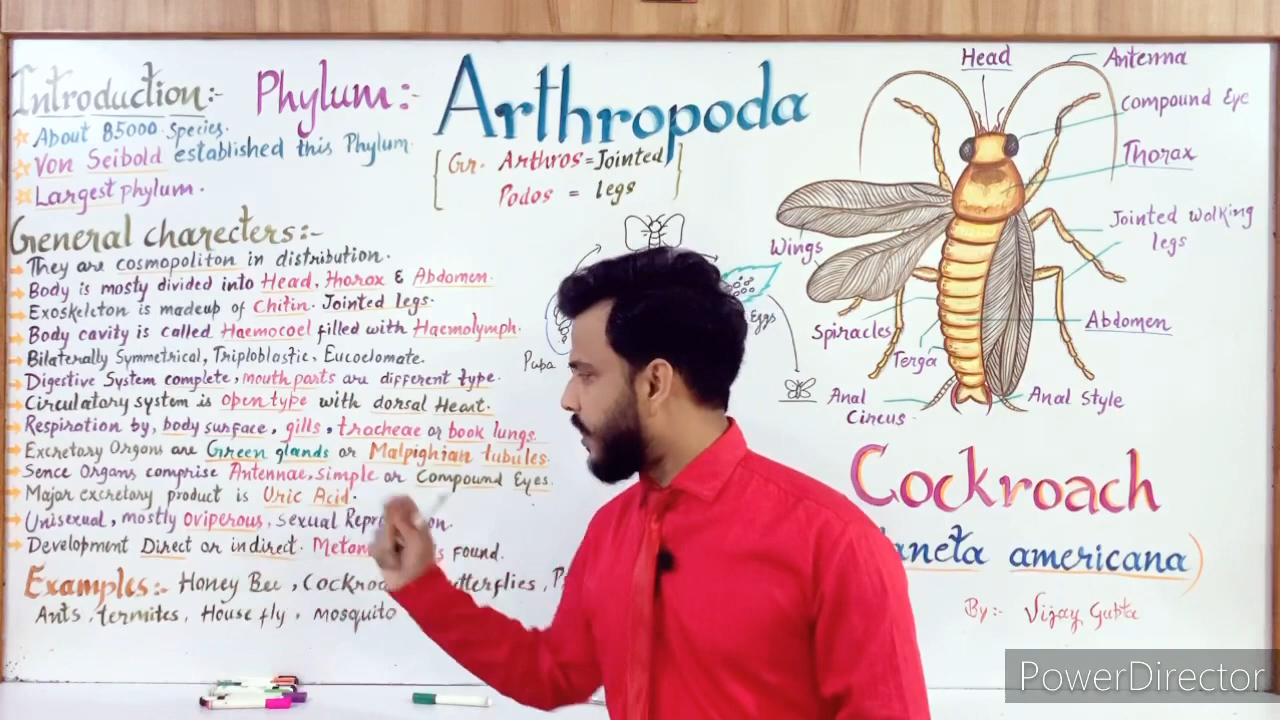 Introduction:-
Phylum:- Arthropoda
About 85000 Species.
Von Seibold established this Phylum.
Largest phylum.
[Gr. Arthros = Jointed
Podos = legs]
General charecters:-
They are cosmopoliton in distribution.
Body is mostly divided into Head, thorax & Abdomen.
Exoskeleton is madeup of Chitin. Jointed legs.
Body cavity is called Haemocoel filled with Haemolymph.
Bilaterally Symmetrical, Triploblastic, Eucoelomate.
Digestive System complete, mouth parts are different type.
Circulatory system is open type with dorsal Heart.
Respiration by, body surface, gills, tracheae or book lungs.
Excretory Organs are Green glands or Malpighian tubules.
Sence Organs comprise Antennae, simple or Compound Eyes.
Major excretory product is Uric Acid.
Unisexual, mostly oviperous, Sexual
Development Direct or indirect. found.
Examples:- Honey Bee,
Ants, termites, House fly, mosquito
Eggs
Pupa
Head
Antenna
Compound Eye
Thorax
Jointed walking
legs
Wings
Spiracles
Terga
Abdomen
Anal
Circus
Anal Style
Cockroach
americana)
By:- Vijay Gupta
PowerDirector